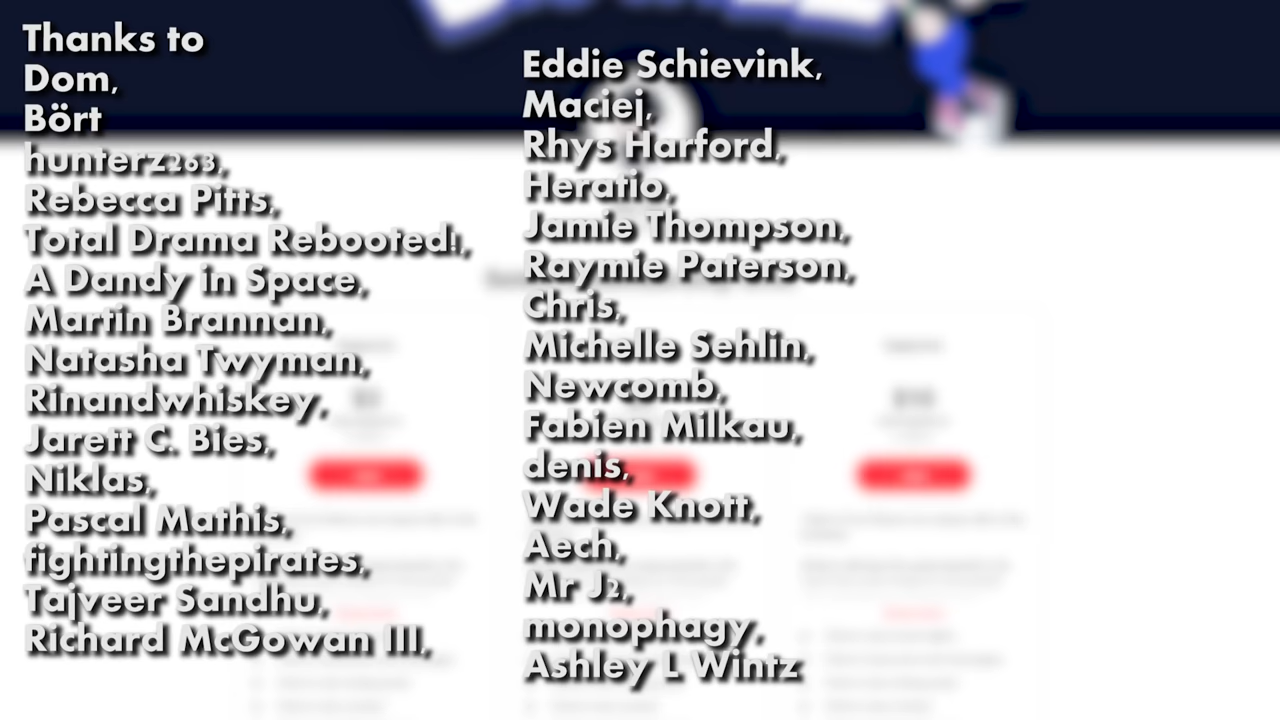 Thanks to
Dom,
Bört
hunterz263,
Rebecca Pitts,
Total Drama Rebooted!,
A Dandy in Space,
Martin Brannan,
Natasha Twyman,
Rinandwhiskey,
Jarett C. Bies,
Niklas,
Pascal Mathis,
fightingthepirates,
Tajveer Sandhu,
Richard McGowan III,
Eddie Schievink,
Maciej,
Rhys Harford,
Heratio,
Jamie Thompson,
Raymie Paterson,
Chris,
Michelle Sehlin,
Newcomb,
Fabien Milkau,
denis,
Wade Knott,
Aech,
Mr J2,
monophagy,
Ashley L Wintz